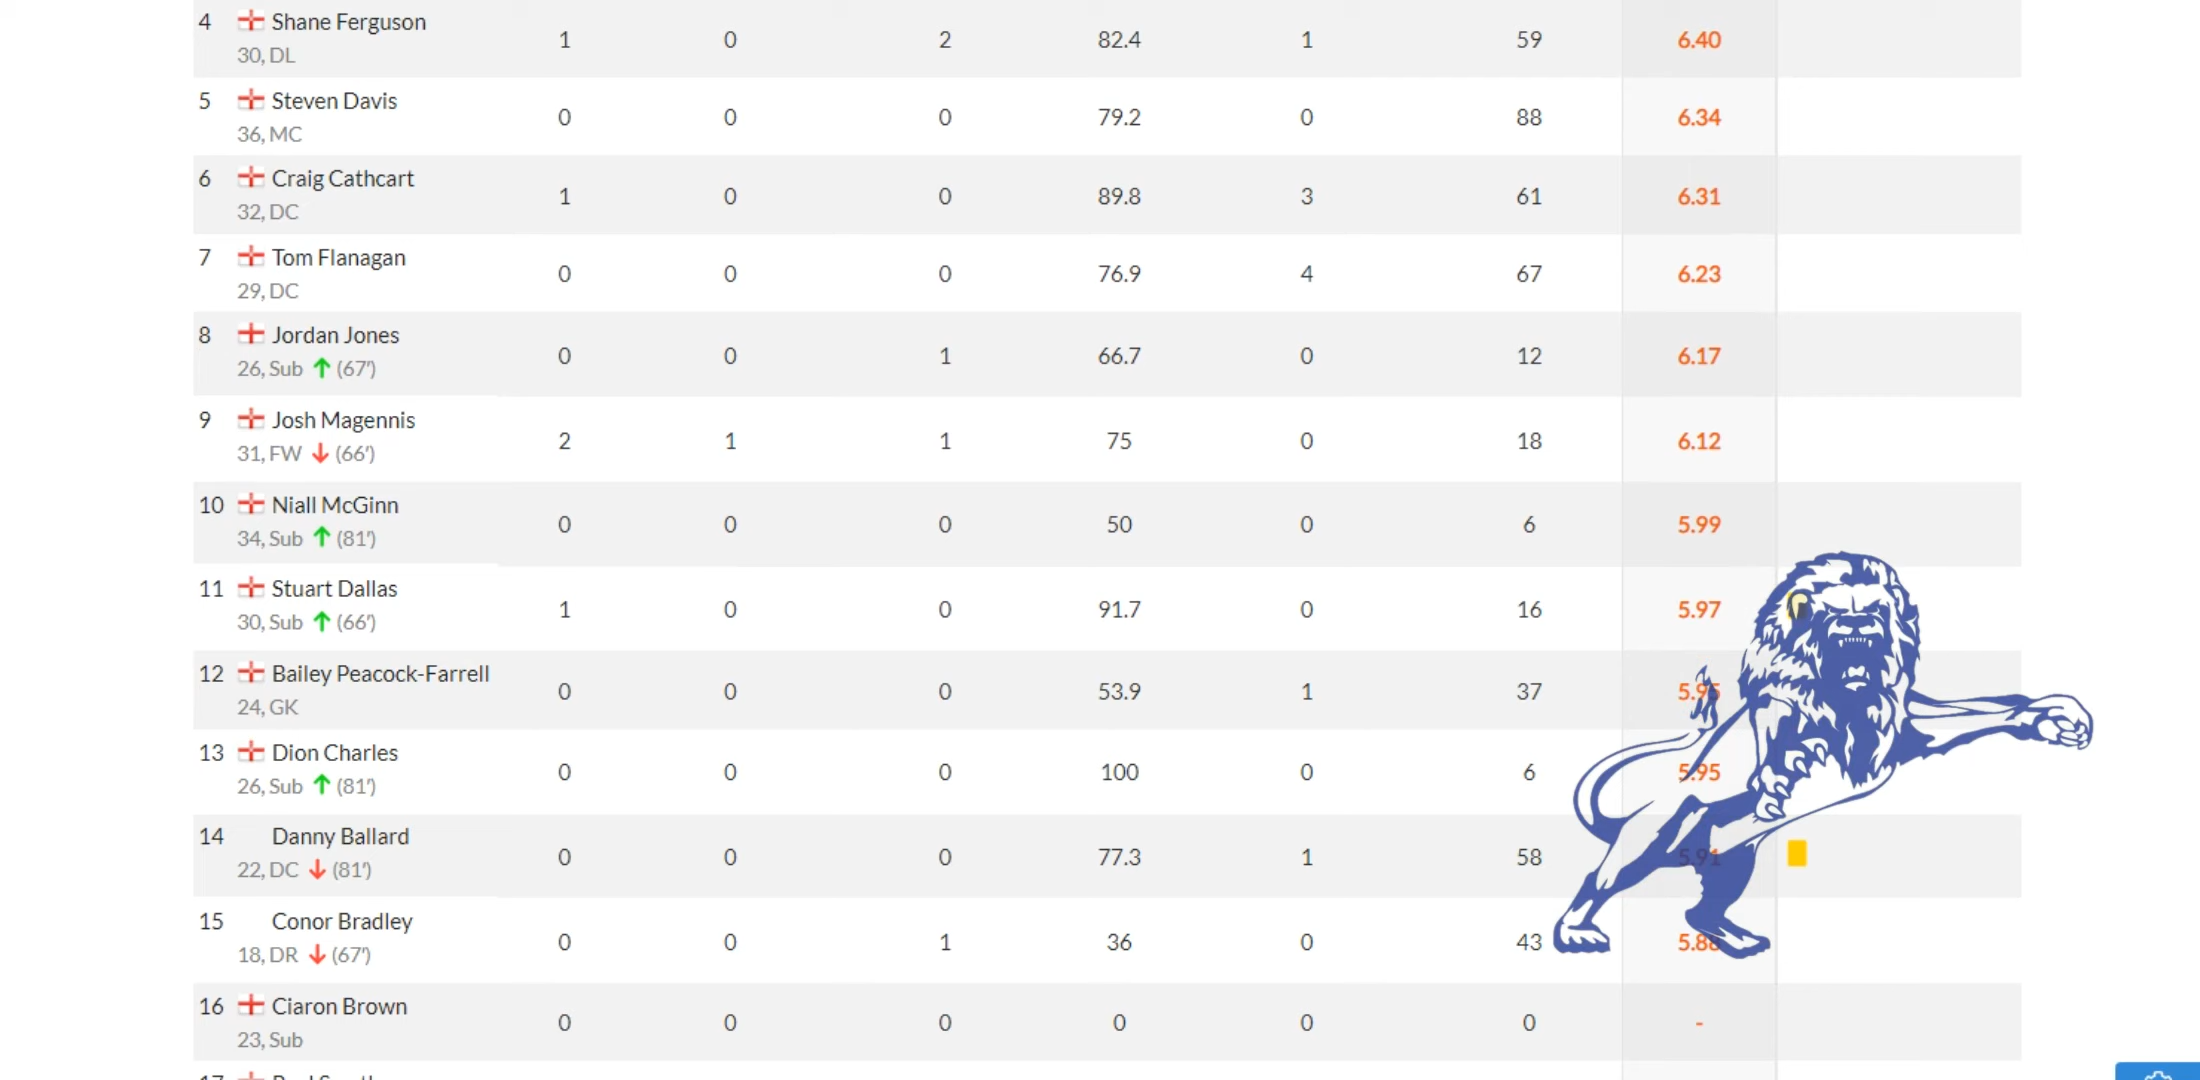 4 Shane Ferguson 1 0 2 82.4 1 59 6.40
30, DL
5 Steven Davis 0 0 0 79.2 0 88 6.34
36, MC
6 Craig Cathcart 1 0 0 89.8 3 61 6.31
32, DC
7 Tom Flanagan 0 0 0 76.9 4 67 6.23
29, DC
8 Jordan Jones 0 0 1 66.7 0 12 6.17
26, Sub (67')
9 Josh Magennis 2 1 1 75 0 18 6.12
31, FW (66')
10 Niall McGinn 0 0 0 50 0 6 5.99
34, Sub (81')
11 Stuart Dallas 1 0 0 91.7 0 16 5.97
30, Sub (66')
12 Bailey Peacock-Farrell 0 0 0 53.9 1 37 5.95
24, GK
13 Dion Charles 0 0 0 100 0 6 5.95
26, Sub (81')
14 Danny Ballard 0 0 0 77.3 1 58 5.91
22, DC (81')
15 Conor Bradley 0 0 1 36 0 43
18, DR (67')
16 Ciaron Brown 0 0 0 0 0 0 -
23, Sub